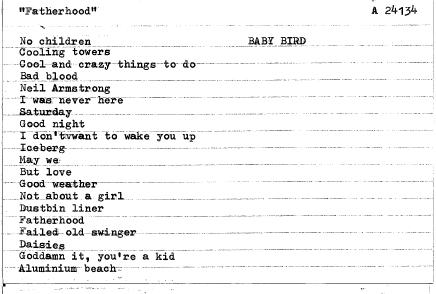 "Fatherhood" A 24134
No children BABY BIRD
Cooling towers
Cool and crazy things to do
Bad blood
Neil Armstrong
I was never here
Saturday
Good night
I don'tvwant to wake you up
Iceberg
May we
But love
Good weather
Not about a girl
Dustbin liner
Fatherhood
Failed old swinger
Daisies
Goddamn it, you're a kid
Aluminium beach